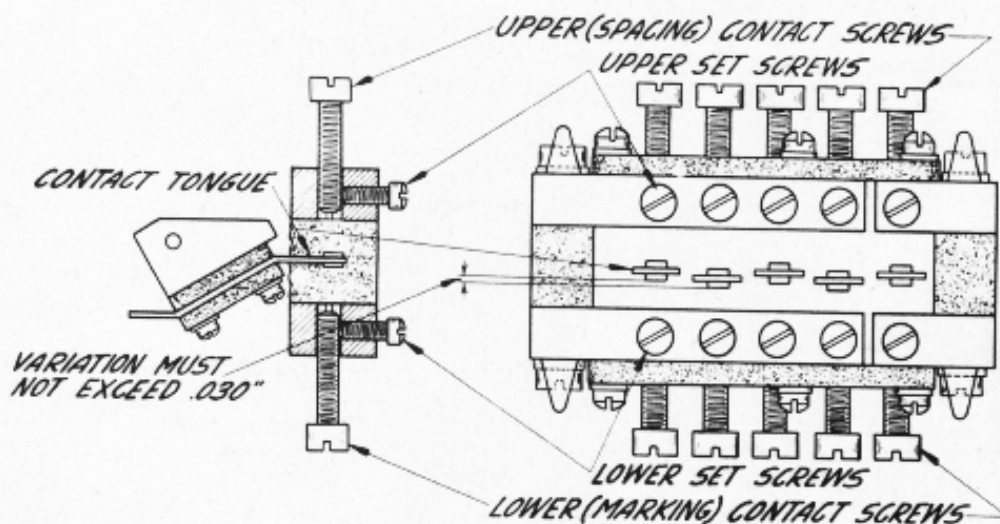 UPPER (SPACING) CONTACT SCREWS
UPPER SET SCREWS
CONTACT TONGUE
VARIATION MUST
NOT EXCEED .030"
LOWER SET SCREWS
LOWER (MARKING) CONTACT SCREWS